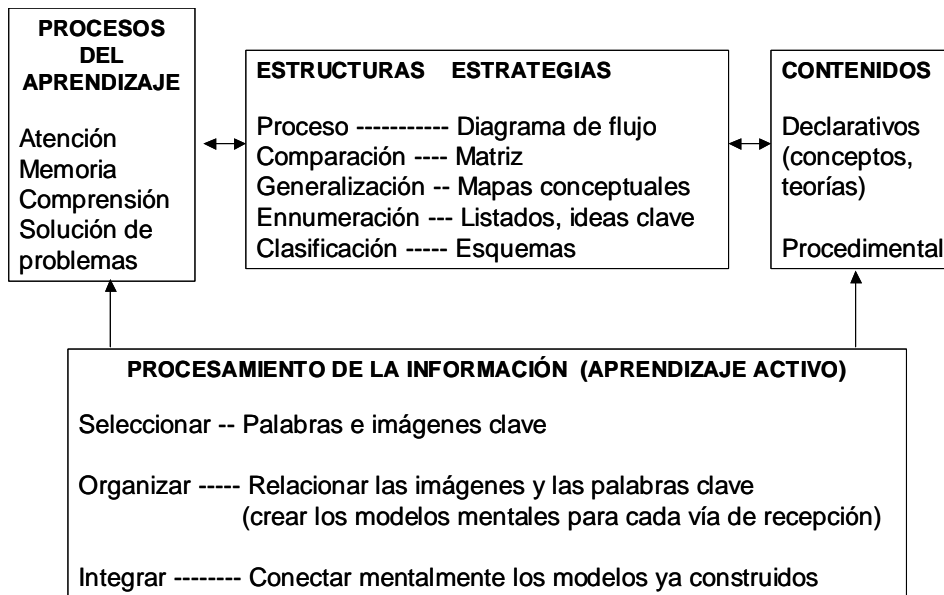 PROCESOS
DEL
APRENDIZAJE
Atención
Memoria
Comprensión
Solución de
problemas
ESTRUCTURAS ESTRATEGIAS
Proceso ----------- Diagrama de flujo
Comparación ---- Matriz
Generalización -- Mapas conceptuales
Ennumeración --- Listados, ideas clave
Clasificación ----- Esquemas
CONTENIDOS
Declarativos
(conceptos,
teorías)
Procedimental
PROCESAMIENTO DE LA INFORMACIÓN (APRENDIZAJE ACTIVO)
Seleccionar -- Palabras e imágenes clave
Organizar ----- Relacionar las imágenes y las palabras clave
(crear los modelos mentales para cada vía de recepción)
Integrar -------- Conectar mentalmente los modelos ya construidos